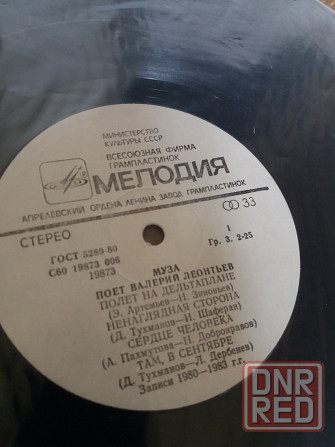 МИНИСТЕРСТВО
КУЛЬТУРЫ СССР
ВСЕСОЮЗНАЯ ФИРМА
ГРАМПЛАСТИНОК
МЕЛОДИЯ
АПРЕЛЕВСКИЙ ОРДЕНА ЛЕНИНА ЗАВОД ГРАМПЛАСТИНОК
СТЕРЕО
33
ГОСТ 5289-80
С60 19873 006
19873
1
Гр. 3. 2-25
МУЗА
ПОЕТ ВАЛЕРИЙ ЛЕОНТЬЕВ
ПОЛЕТ НА ДЕЛЬТАПЛАНЕ
(Э. Артемьев—Н. Зиновьев)
НЕНАГЛЯДНАЯ СТОРОНА
(Д. Тухманов—И. Шаферан)
СЕРДЦЕ ЧЕЛОВЕКА
(А. Пахмутова—Н. Добронравов)
ТАМ, В СЕНТЯБРЕ
(Д. Тухманов—Л. Дербенев)
Записи 1980—1983 г.г.
DNR
RED